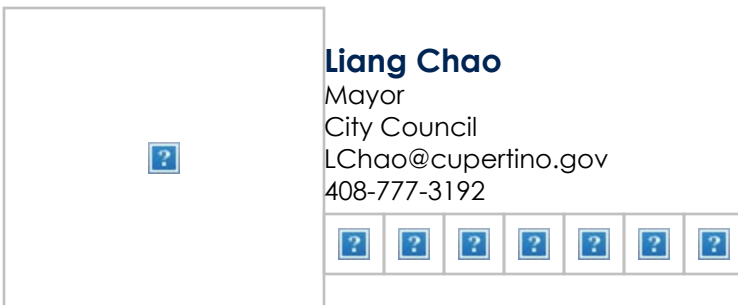 Liang Chao
Mayor
City Council
LChao@cupertino.gov
408-777-3192